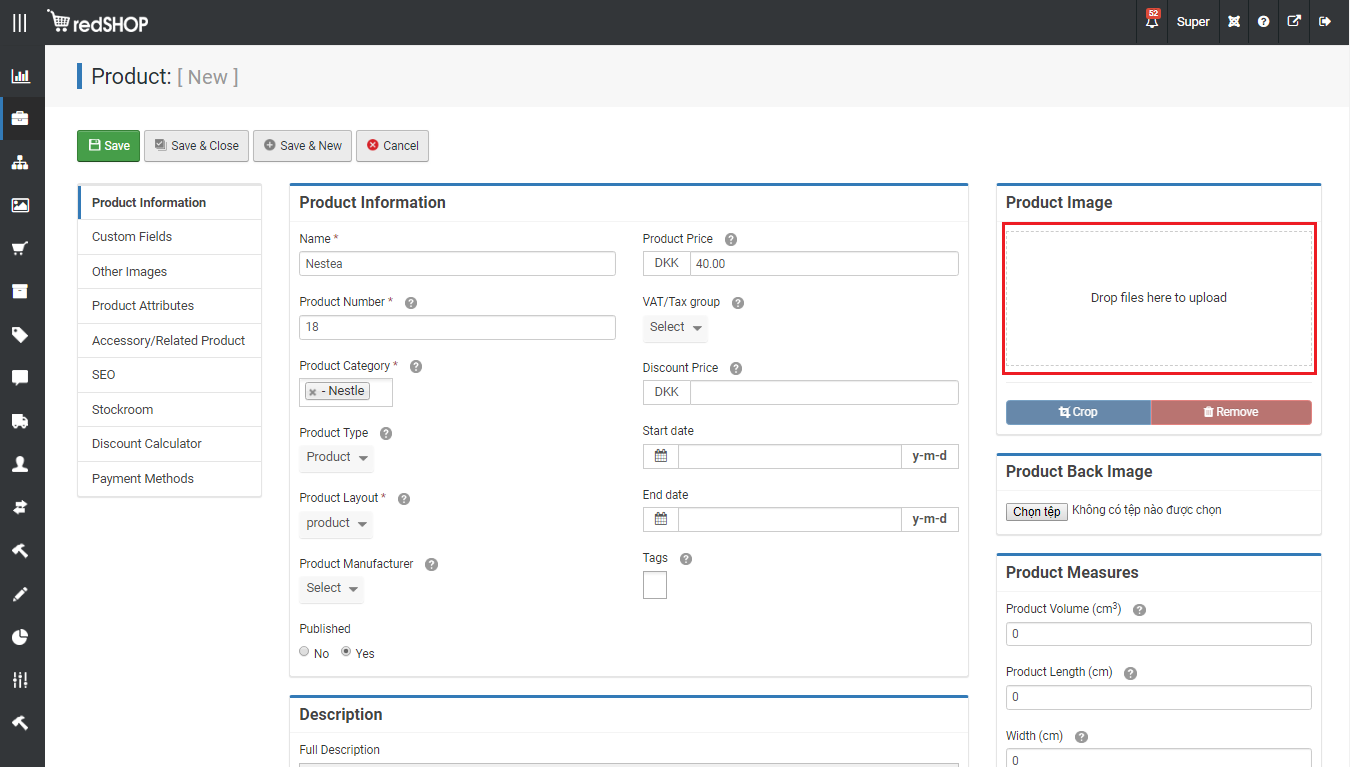 redSHOP
52
Super
Product: [ New ]
Save
Save & Close
Save & New
Cancel
Product Information
Custom Fields
Other Images
Product Attributes
Accessory/Related Product
SEO
Stockroom
Discount Calculator
Payment Methods
Product Information
Name *
Nestea
Product Number *
18
Product Category *
- Nestle
Product Type
Product
Product Layout *
product
Product Manufacturer
Select
Published
No
Yes
Product Price
DKK
40.00
VAT/Tax group
Select
Discount Price
DKK
Start date
y-m-d
End date
y-m-d
Tags
Description
Full Description
Product Image
Drop files here to upload
Crop
Remove
Product Back Image
Chọn tệp Không có tệp nào được chọn
Product Measures
Product Volume (cm³)
0
Product Length (cm)
0
Width (cm)
0